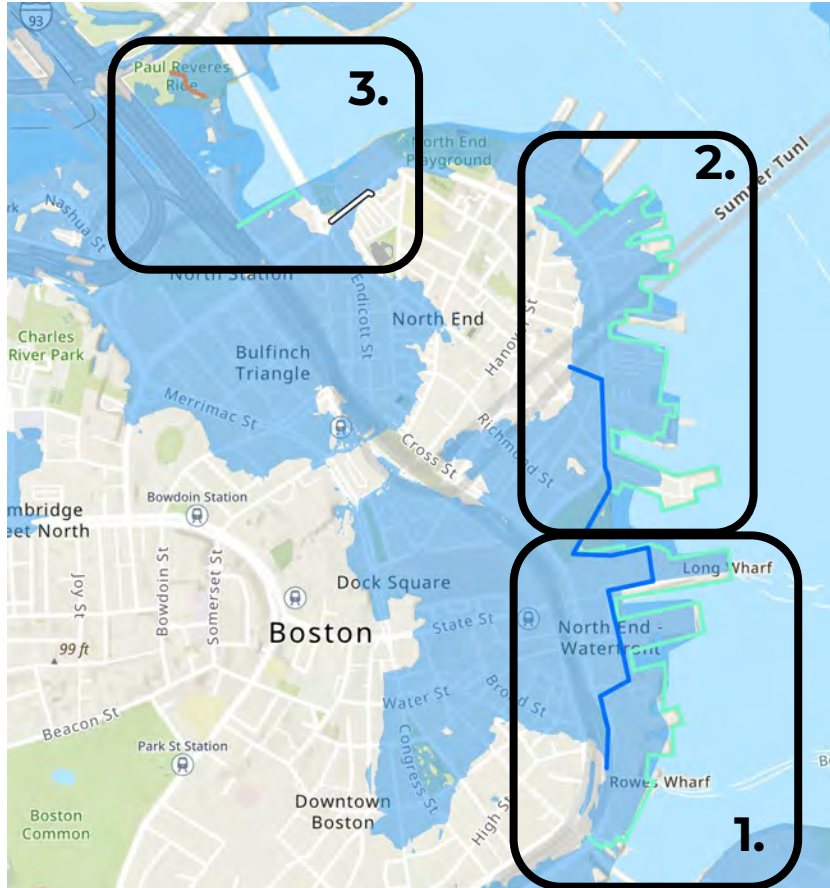 93
Paul Reveres
Ride
3.
North End
Playground
2.
Sumner Tunl
Nashua St
North Station
Endicott St
North End
Hanover St
Charles
River Park
Bulfinch
Triangle
Merrimac St
Cross St
Richmond St
Bowdoin Station
mbridge
eet North
Joy St
Bowdoin St
Somerset St
Dock Square
Long Wharf
Boston
State St
North End -
Waterfront
99 ft
Water St
Broad St
Beacon St
Park St Station
Congress St
Rowes Wharf
Boston
Common
Downtown
Boston
High St
1.